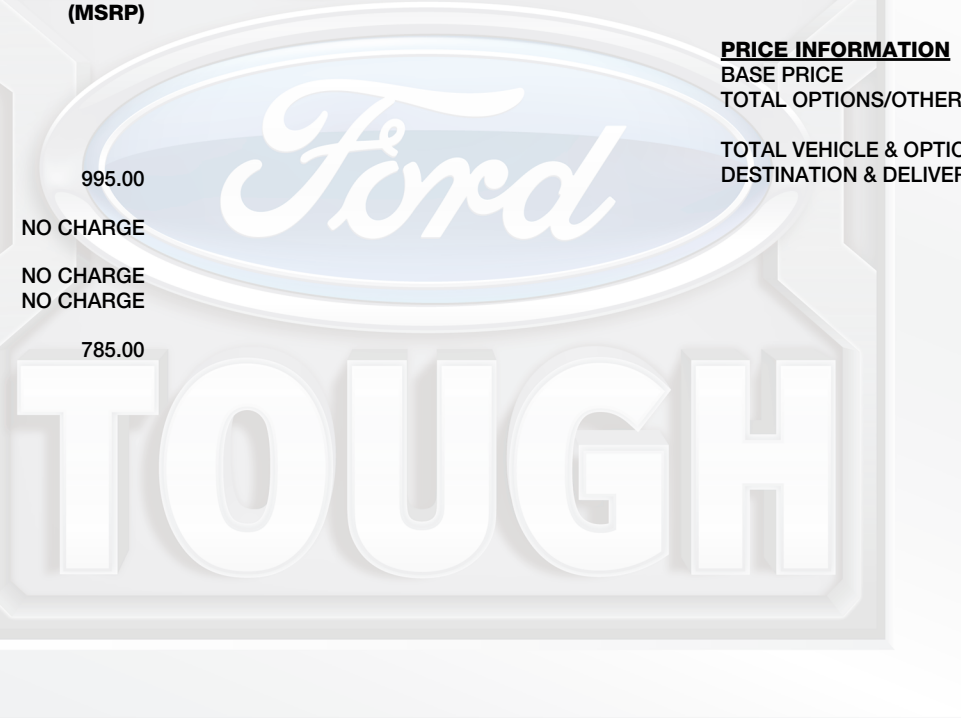 (MSRP)
995.00
NO CHARGE
NO CHARGE
NO CHARGE
785.00
PRICE INFORMATION
BASE PRICE
TOTAL OPTIONS/OTHER
TOTAL VEHICLE & OPTIO
DESTINATION & DELIVER
Ford
TOUGH